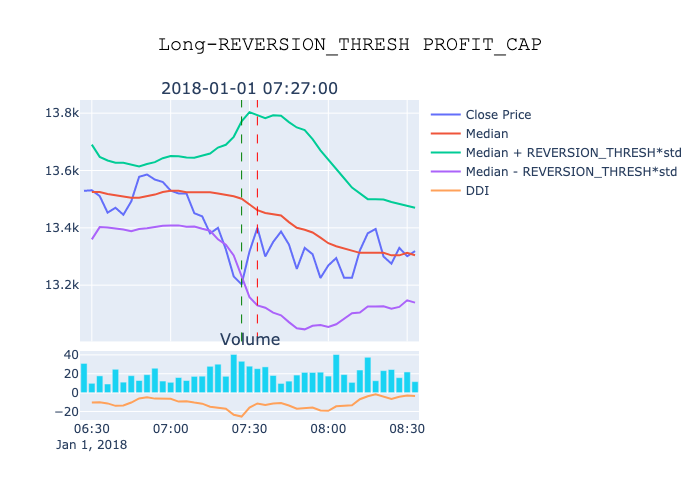 Long-REVERSION_THRESH PROFIT_CAP
2018-01-01 07:27:00
13.8k
13.6k
13.4k
13.2k
Close Price
Median
Median + REVERSION_THRESH*std
Median - REVERSION_THRESH*std
DDI
Volume
40
20
0
−20
06:30 07:00 07:30 08:00 08:30
Jan 1, 2018